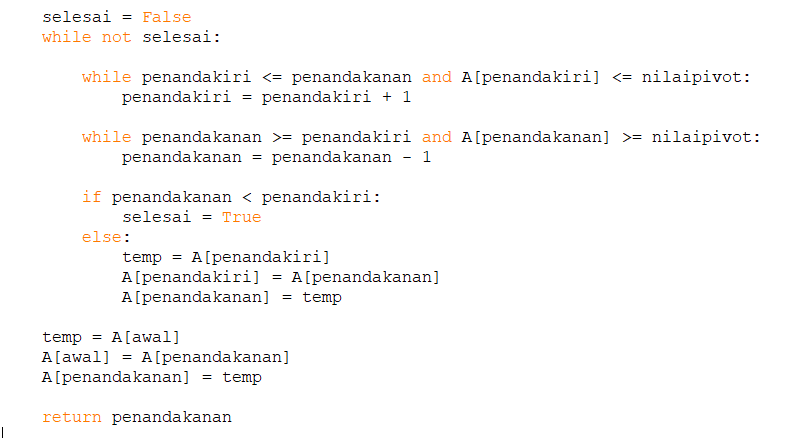 selesai = False
while not selesai:
while penandakiri <= penandakanan and A[penandakiri] <= nilaipivot:
penandakiri = penandakiri + 1
while penandakanan >= penandakiri and A[penandakanan] >= nilaipivot:
penandakanan = penandakanan - 1
if penandakanan < penandakiri:
selesai = True
else:
temp = A[penandakiri]
A[penandakiri] = A[penandakanan]
A[penandakanan] = temp
temp = A[awal]
A[awal] = A[penandakanan]
A[penandakanan] = temp
return penandakanan